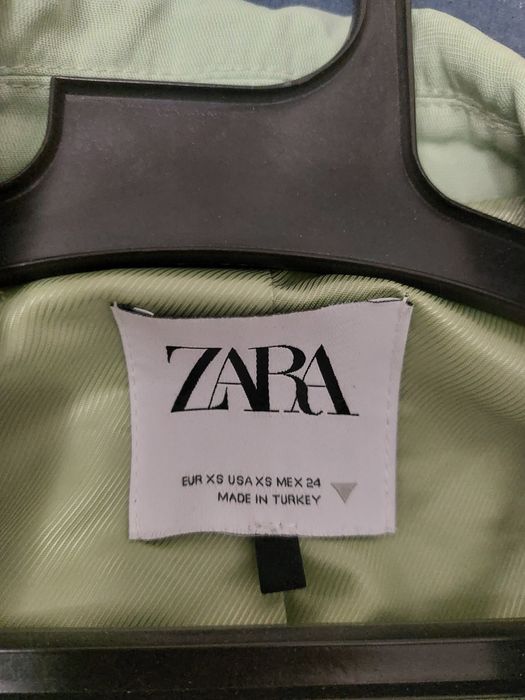 ZARA
EUR XS USA XS MEX 24
MADE IN TURKEY